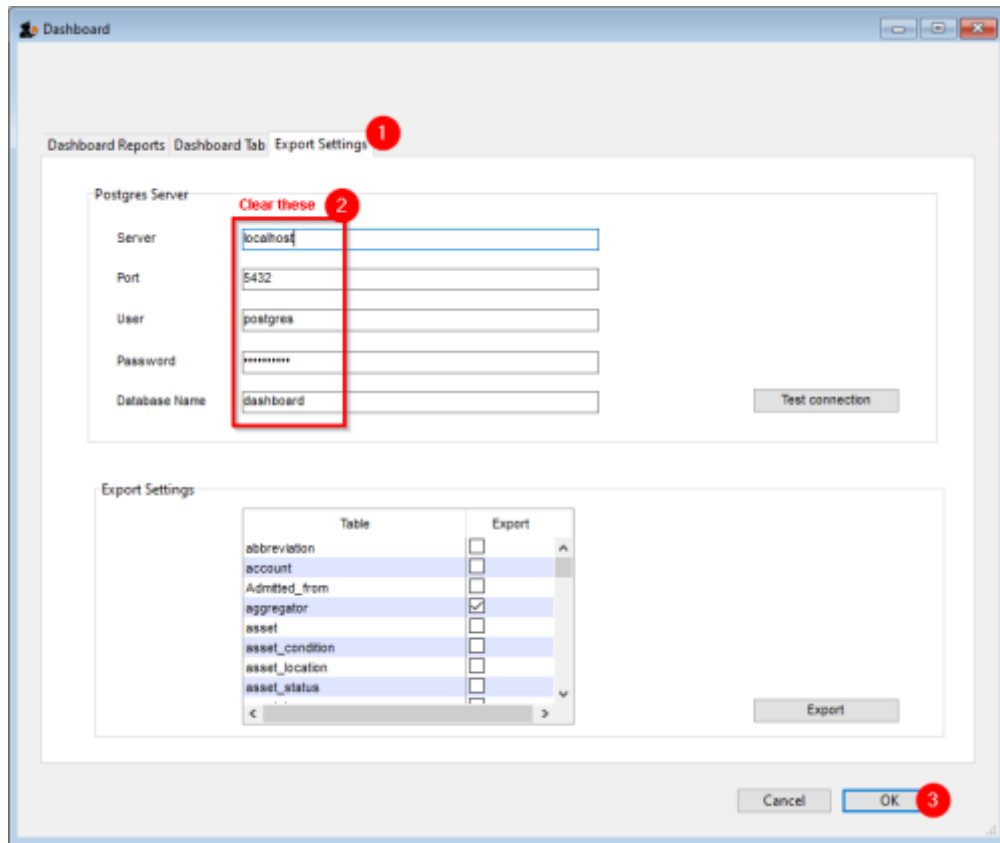 Dashboard
Dashboard Reports Dashboard Tab Export Settings 1
Postgres Server
Clear these 2
Server localhost
Port 5432
User postgres
Password ••••••••••
Database Name dashboard Test connection
Export Settings
Table Export
abbreviation
account
Admitted_from
aggregator
asset
asset_condition
asset_location
asset_status
Export
Cancel OK 3